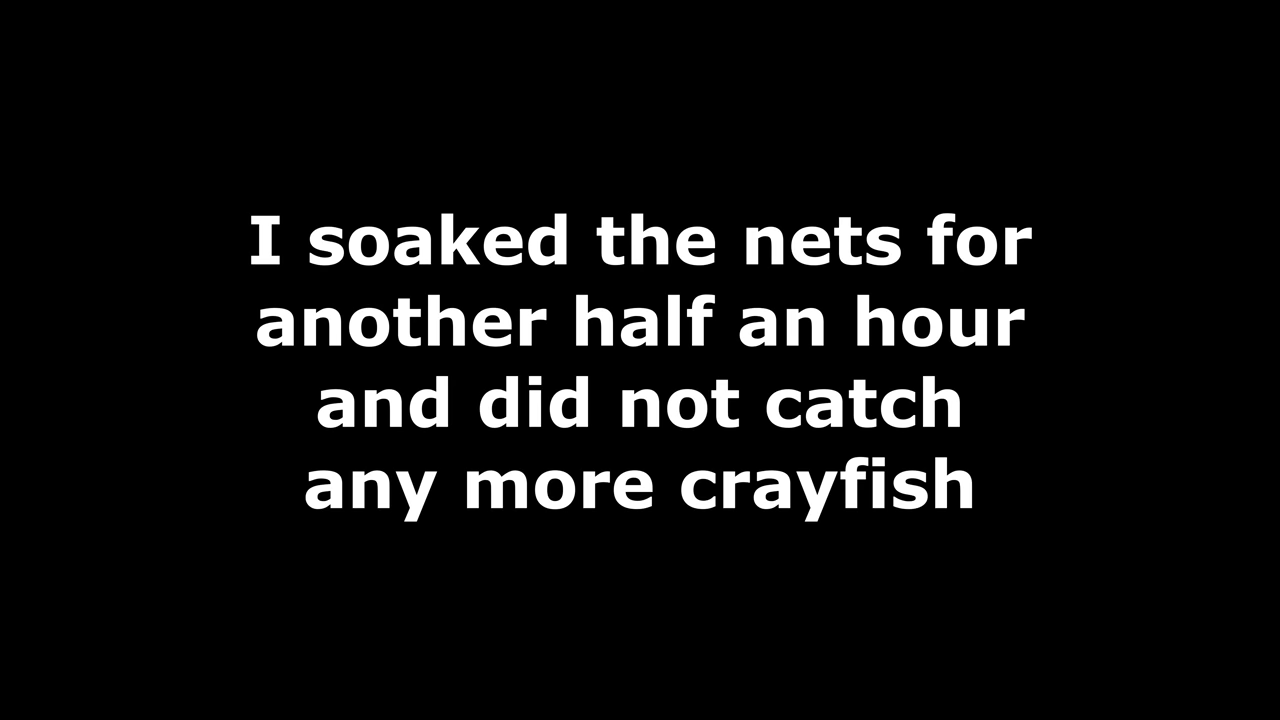 I soaked the nets for
another half an hour
and did not catch
any more crayfish